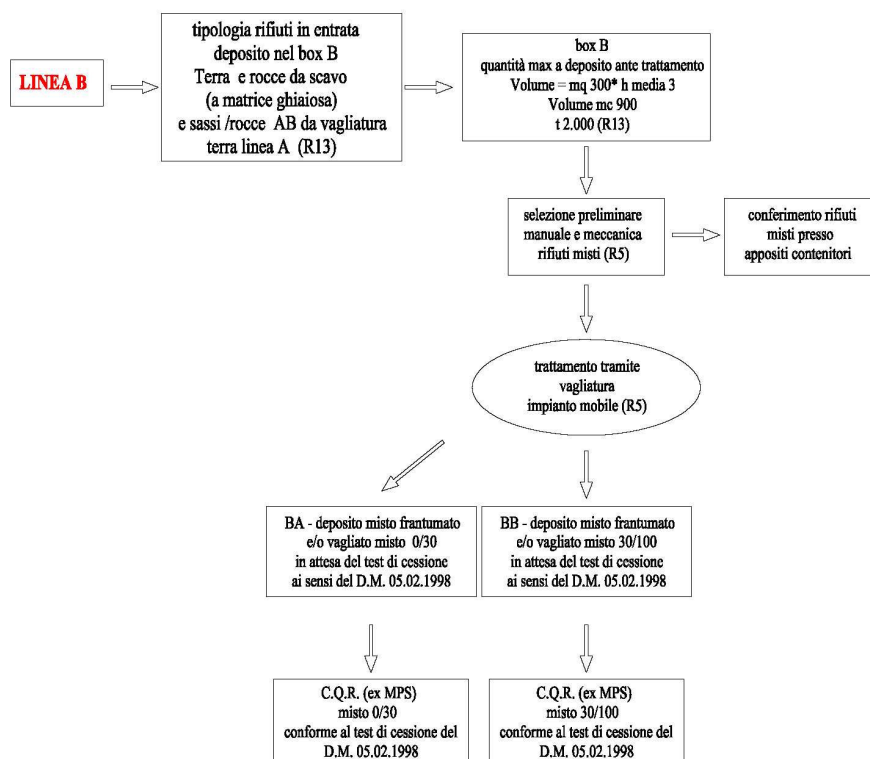 LINEA B
tipologia rifiuti in entrata
deposito nel box B
Terra e rocce da scavo
(a matrice ghiaiosa)
e sassi /rocce AB da vagliatura
terra linea A (R13)
box B
quantità max a deposito ante trattamento
Volume = mq 300* h media 3
Volume mc 900
t 2.000 (R13)
selezione preliminare
manuale e meccanica
rifiuti misti (R5)
conferimento rifiuti
misti presso
appositi contenitori
trattamento tramite
vagliatura
impianto mobile (R5)
BA - deposito misto frantumato
e/o vagliato misto 0/30
in attesa del test di cessione
ai sensi del D.M. 05.02.1998
BB - deposito misto frantumato
e/o vagliato misto 30/100
in attesa del test di cessione
ai sensi del D.M. 05.02.1998
C.Q.R. (ex MPS)
misto 0/30
conforme al test di cessione del
D.M. 05.02.1998
C.Q.R. (ex MPS)
misto 30/100
conforme al test di cessione del
D.M. 05.02.1998